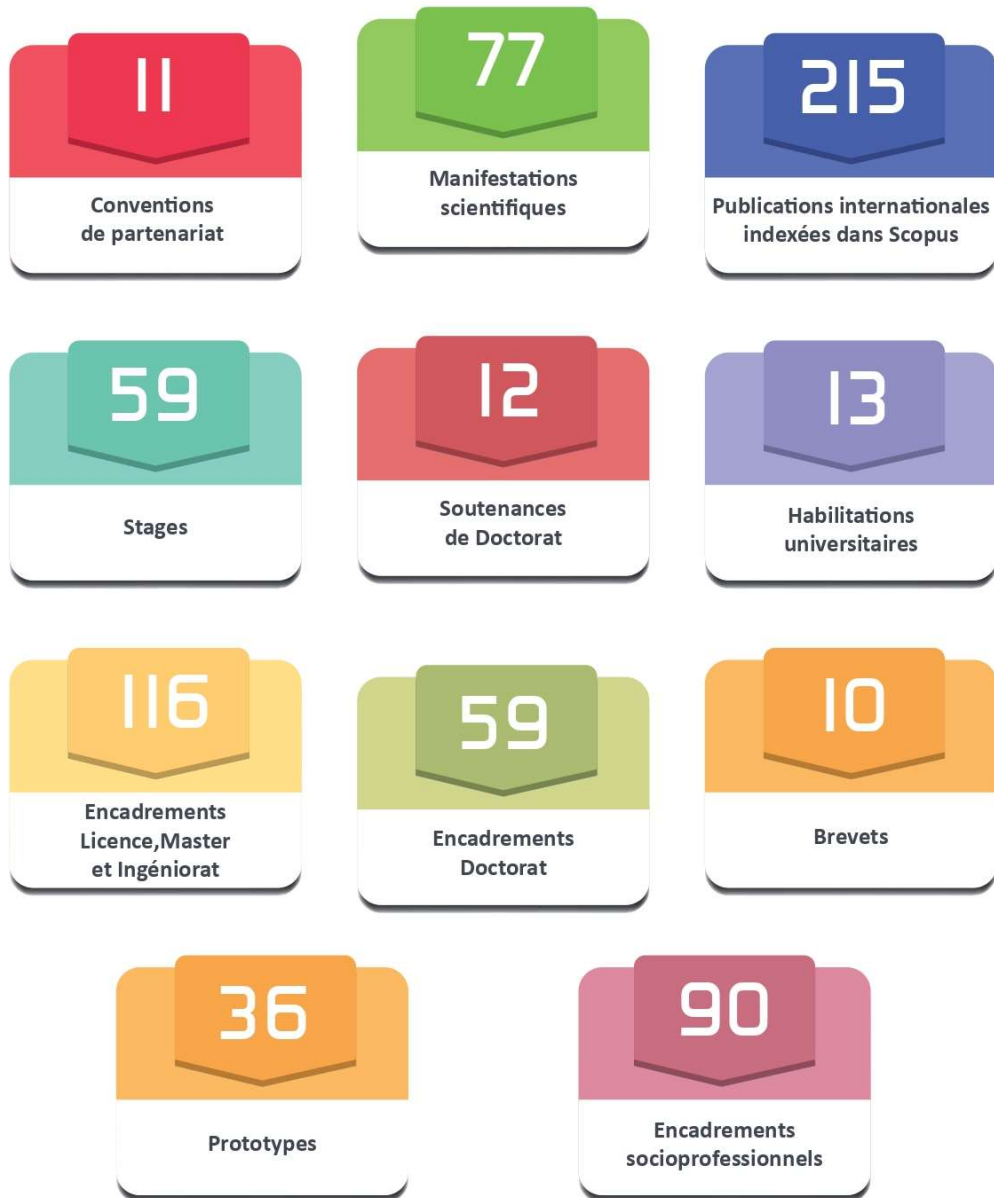 11
Conventions
de partenariat
77
Manifestations
scientifiques
215
Publications internationales
indexées dans Scopus
59
Stages
12
Soutenances
de Doctorat
13
Habilitations
universitaires
116
Encadrements
Licence,Master
et Ingéniorat
59
Encadrements
Doctorat
10
Brevets
36
Prototypes
90
Encadrements
socioprofessionnels